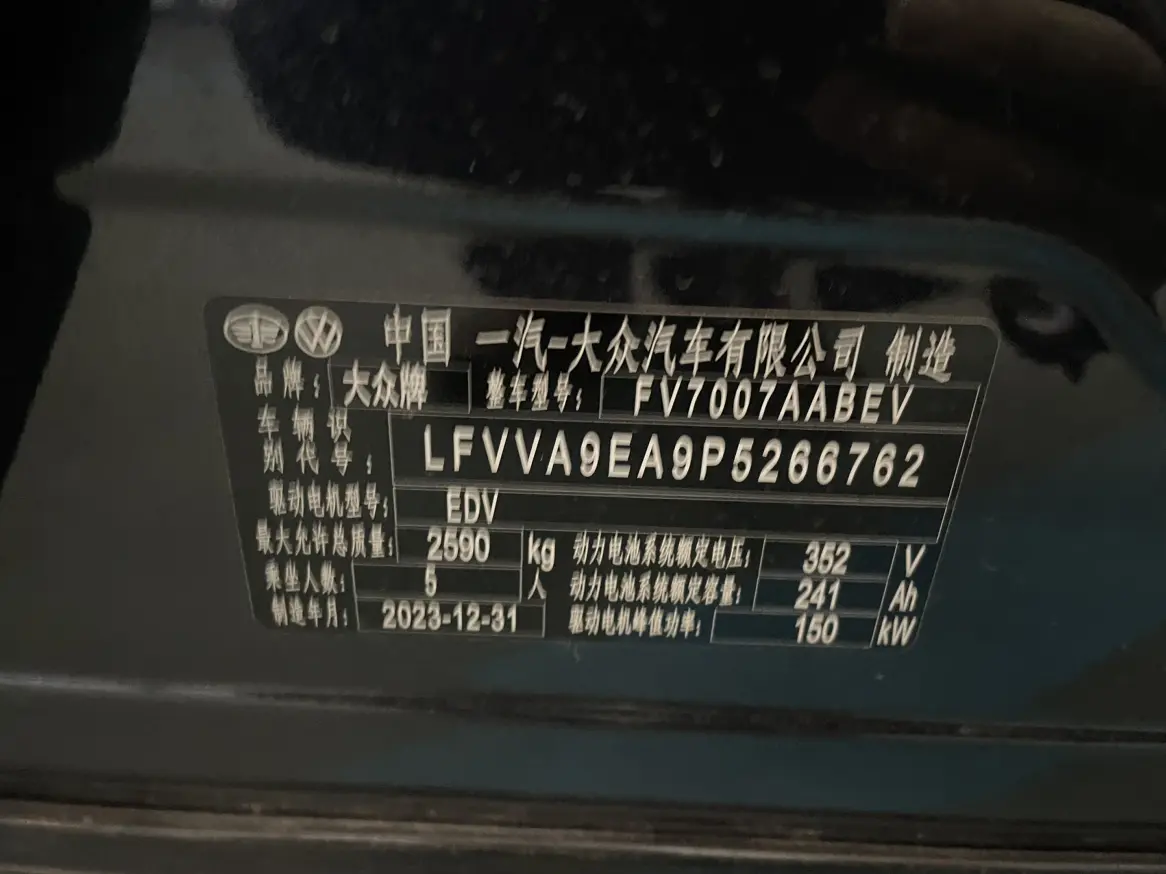 中国 一汽-大众汽车有限公司 制造
品牌: 大众牌 整车型号: FV7007AABEV
车辆识别代号: LFVVA9EA9P5266762
驱动电机型号: EDV
最大允许总质量: 2590 kg 动力电池系统额定电压: 352 V
乘坐人数: 5 人 动力电池系统额定容量: 241 Ah
制造年月: 2023-12-31 驱动电机峰值功率: 150 kW